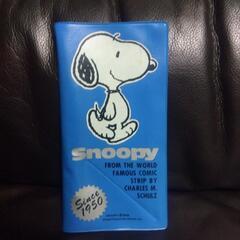 SNOOPY
FROM THE WORLD
FAMOUS COMIC
STRIP BY
CHARLES M.
SCHULZ
Since
1950